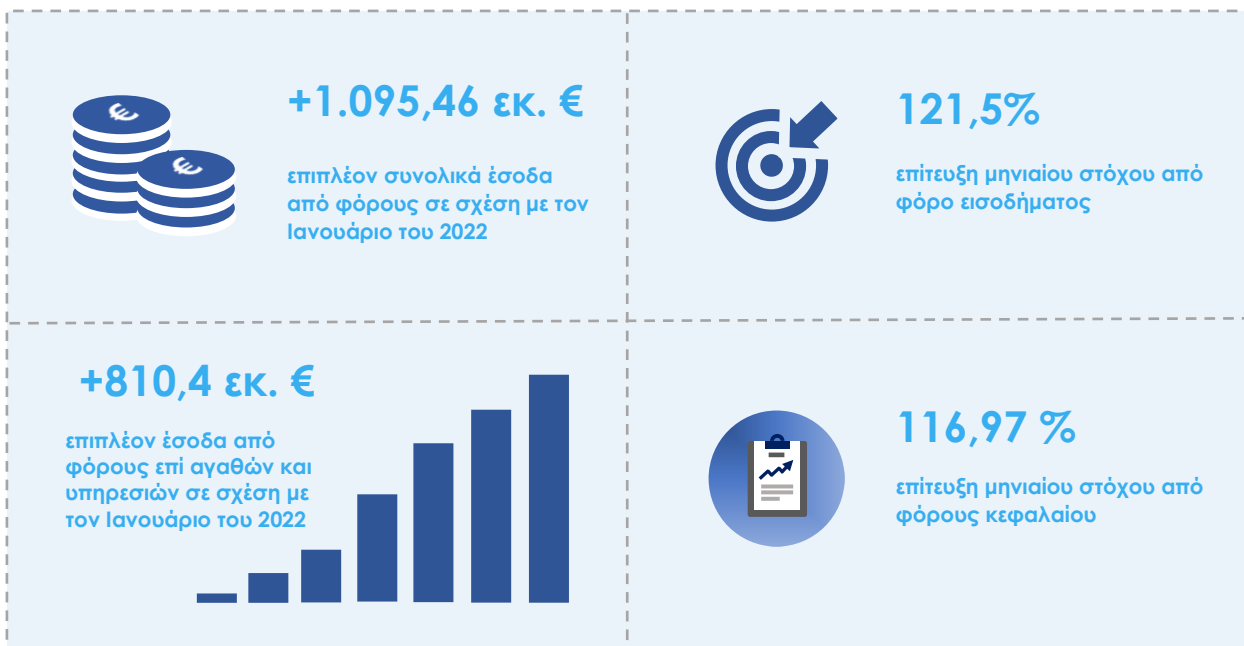 +1.095,46 εκ. €
επιπλέον συνολικά έσοδα
από φόρους σε σχέση με τον
Ιανουάριο του 2022
121,5%
επίτευξη μηνιαίου στόχου από
φόρο εισοδήματος
+810,4 εκ. €
επιπλέον έσοδα από
φόρους επί αγαθών και
υπηρεσιών σε σχέση με
τον Ιανουάριο του 2022
116,97 %
επίτευξη μηνιαίου στόχου από
φόρους κεφαλαίου